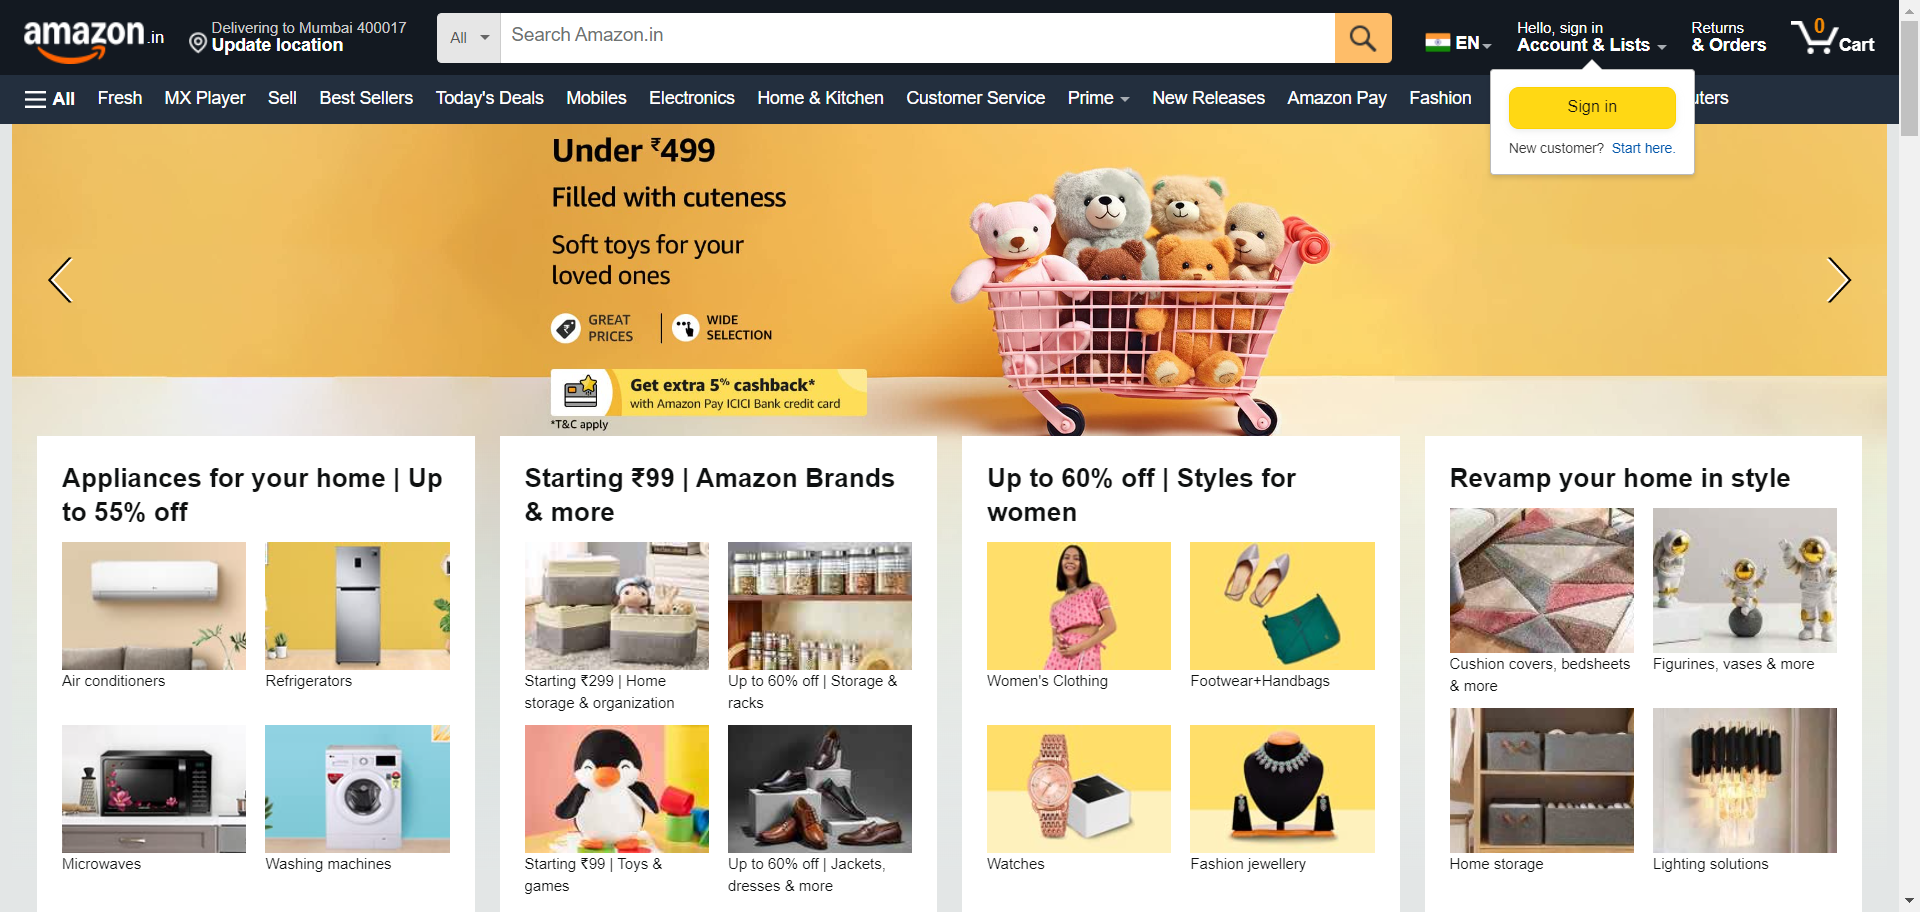 amazon.in
Delivering to Mumbai 400017
Update location
All
Search Amazon.in
EN
Hello, sign in
Account & Lists
Returns
& Orders
0
Cart
All
Fresh
MX Player
Sell
Best Sellers
Today's Deals
Mobiles
Electronics
Home & Kitchen
Customer Service
Prime
New Releases
Amazon Pay
Fashion
uters
Sign in
New customer? Start here.
Under ₹499
Filled with cuteness
Soft toys for your
loved ones
GREAT
PRICES
WIDE
SELECTION
Get extra 5% cashback*
with Amazon Pay ICICI Bank credit card
*T&C apply
Appliances for your home | Up
to 55% off
Air conditioners
Refrigerators
Microwaves
Washing machines
Starting ₹99 | Amazon Brands
& more
Starting ₹299 | Home
storage & organization
Up to 60% off | Storage &
racks
Starting ₹99 | Toys &
games
Up to 60% off | Jackets,
dresses & more
Up to 60% off | Styles for
women
Women's Clothing
Footwear+Handbags
Watches
Fashion jewellery
Revamp your home in style
Cushion covers, bedsheets
& more
Figurines, vases & more
Home storage
Lighting solutions